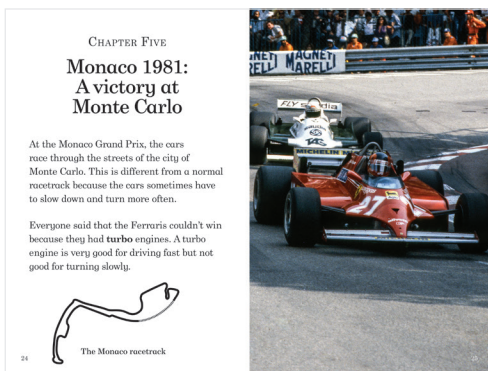 CHAPTER FIVE
Monaco 1981:
A victory at
Monte Carlo
At the Monaco Grand Prix, the cars
race through the streets of the city of
Monte Carlo. This is different from a normal
racetrack because the cars sometimes have
to slow down and turn more often.
Everyone said that the Ferraris couldn't win
because they had turbo engines. A turbo
engine is very good for driving fast but not
good for turning slowly.
The Monaco racetrack
24
MAGNETI
MARELLI
FLY saudia
MICHELIN
27
25